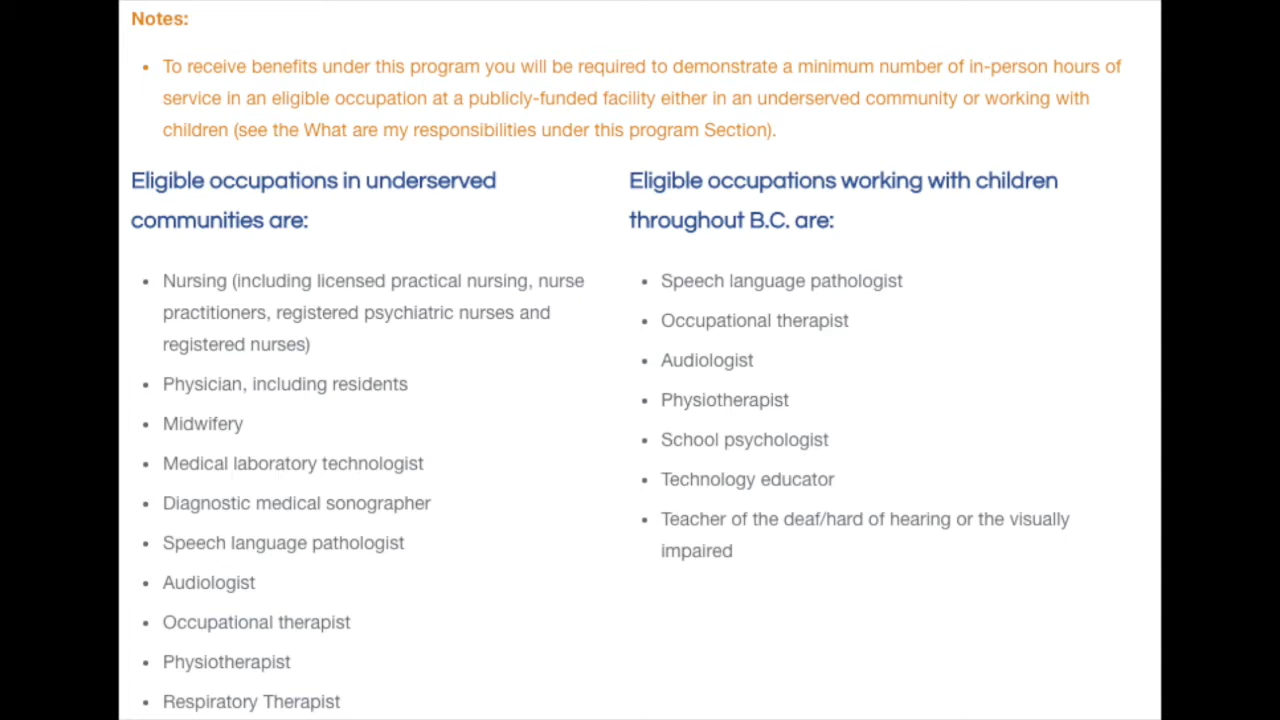 Notes:
To receive benefits under this program you will be required to demonstrate a minimum number of in-person hours of
service in an eligible occupation at a publicly-funded facility either in an underserved community or working with
children (see the What are my responsibilities under this program Section).
Eligible occupations in underserved
communities are:
Nursing (including licensed practical nursing, nurse
practitioners, registered psychiatric nurses and
registered nurses)
Physician, including residents
Midwifery
Medical laboratory technologist
Diagnostic medical sonographer
Speech language pathologist
Audiologist
Occupational therapist
Physiotherapist
Respiratory Therapist
Eligible occupations working with children
throughout B.C. are:
Speech language pathologist
Occupational therapist
Audiologist
Physiotherapist
School psychologist
Technology educator
Teacher of the deaf/hard of hearing or the visually
impaired